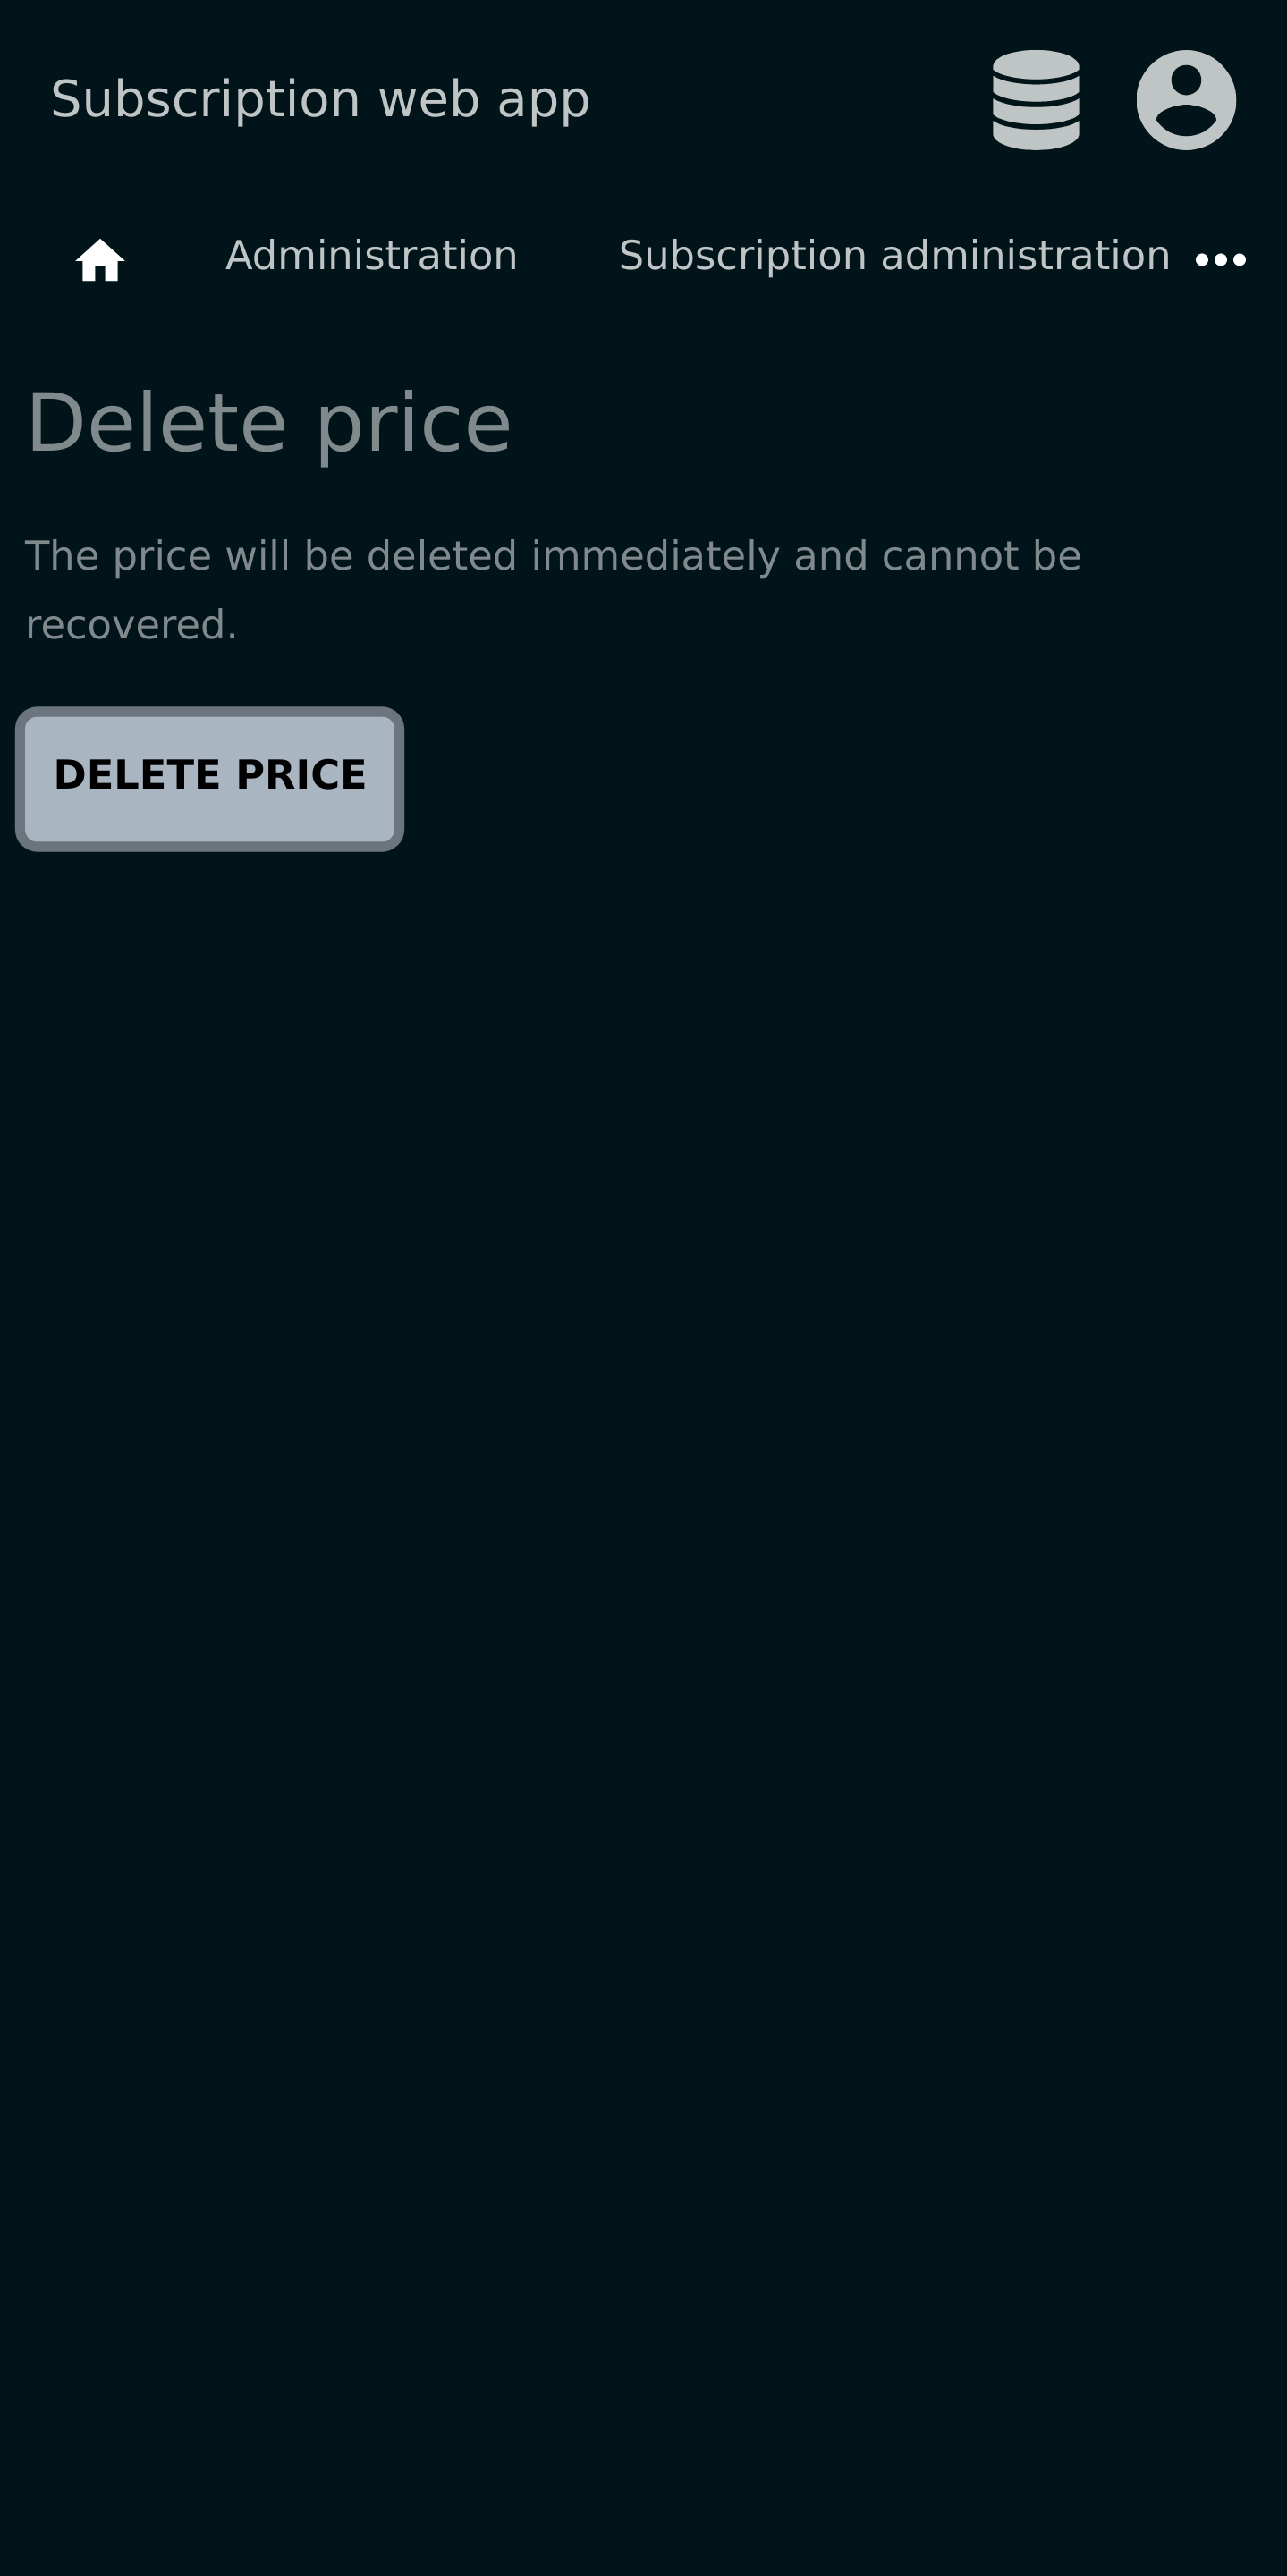 Subscription web app
Administration
Subscription administration
Delete price
The price will be deleted immediately and cannot be
recovered.
DELETE PRICE